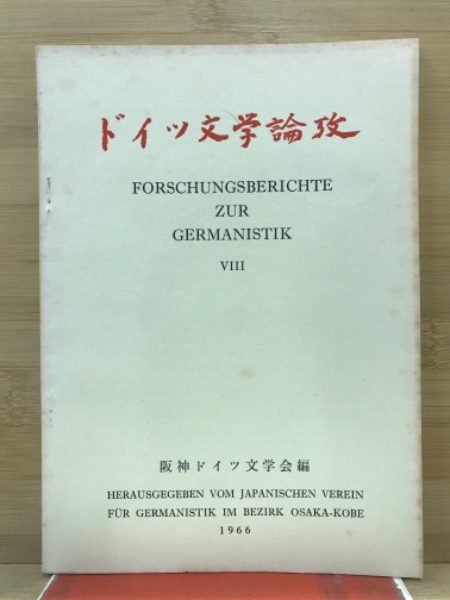 ドイツ文学論攷
FORSCHUNGSBERICHTE
ZUR
GERMANISTIK
VIII
阪神ドイツ文学会編
HERAUSGEGEBEN VOM JAPANISCHEN VEREIN
FÜR GERMANISTIK IM BEZIRK OSAKA-KOBE
1966